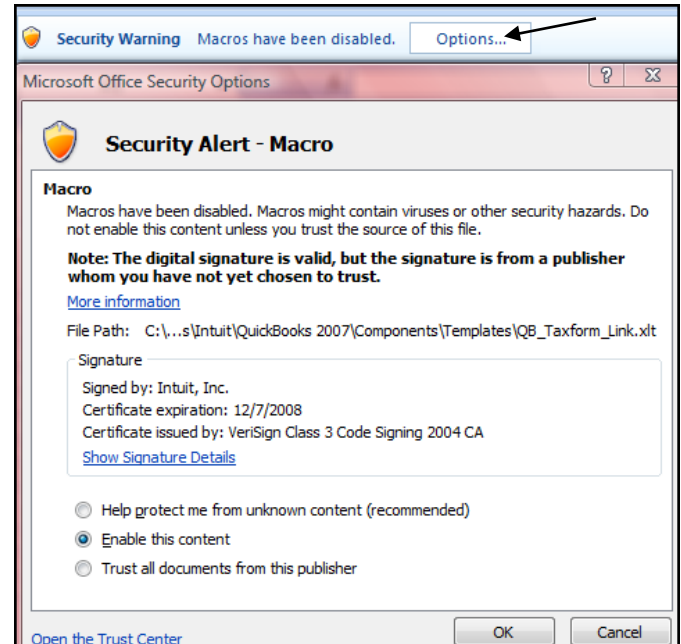 Security Warning Macros have been disabled. Options...
Microsoft Office Security Options
Security Alert - Macro
Macro
Macros have been disabled. Macros might contain viruses or other security hazards. Do
not enable this content unless you trust the source of this file.
Note: The digital signature is valid, but the signature is from a publisher
whom you have not yet chosen to trust.
More information
File Path: C:\...s\Intuit\QuickBooks 2007\Components\Templates\QB_Taxform_Link.xlt
Signature
Signed by: Intuit, Inc.
Certificate expiration: 12/7/2008
Certificate issued by: VeriSign Class 3 Code Signing 2004 CA
Show Signature Details
Help protect me from unknown content (recommended)
Enable this content
Trust all documents from this publisher
Open the Trust Center OK Cancel